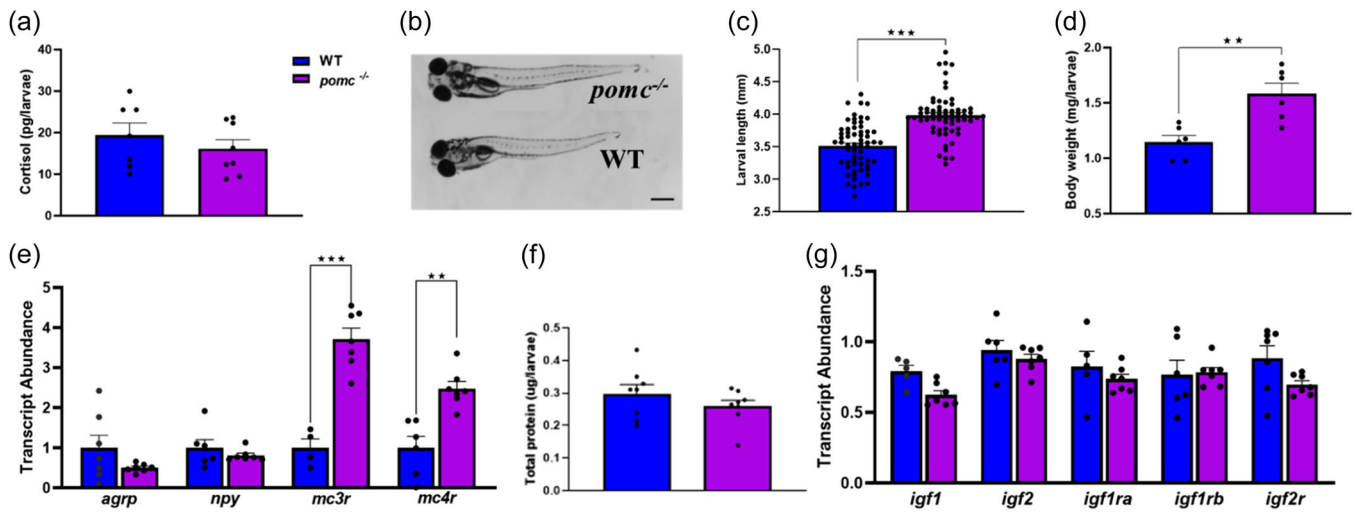 (a)
Cortisol (pg/larvae)
40
30
20
10
0
WT
pomc -/-
(b)
pomc-/-
WT
(c)
Larval length (mm)
5.0
4.5
4.0
3.5
3.0
2.5
★★★
(d)
Body weight (mg/larvae)
2.0
1.5
1.0
0.5
★★
(e)
Transcript Abundance
5
4
3
2
1
0
★★★
★★
agrp npy mc3r mc4r
(f)
Total protein (ug/larvae)
0.5
0.4
0.3
0.2
0.1
0.0
(g)
Transcript Abundance
1.5
1.0
0.5
0.0
igf1 igf2 igf1ra igf1rb igf2r